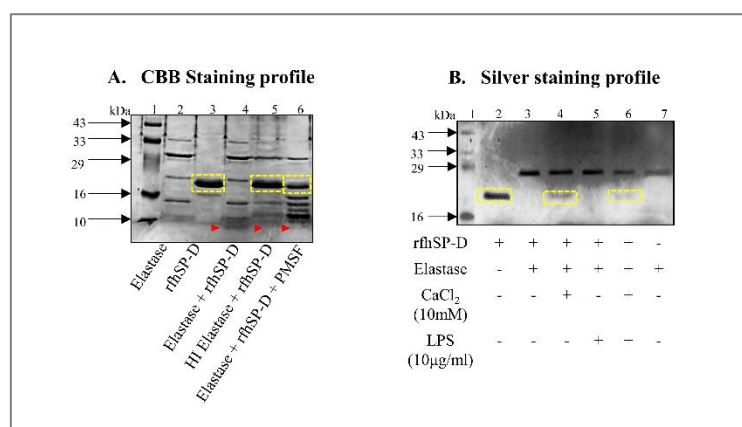 A. CBB Staining profile
kDa 1 2 3 4 5 6
43
33
29
16
10
Elastase
rfhSP-D
Elastase + rfhSP-D
HI Elastase + rfhSP-D
Elastase + rfhSP-D + PMSF
B. Silver staining profile
kDa 1 2 3 4 5 6 7
43
33
29
16
rfhSP-D + + + + + -
Elastase - + + + + +
CaCl₂ - - + - + -
(10mM)
LPS - - - + + -
(10µg/ml)